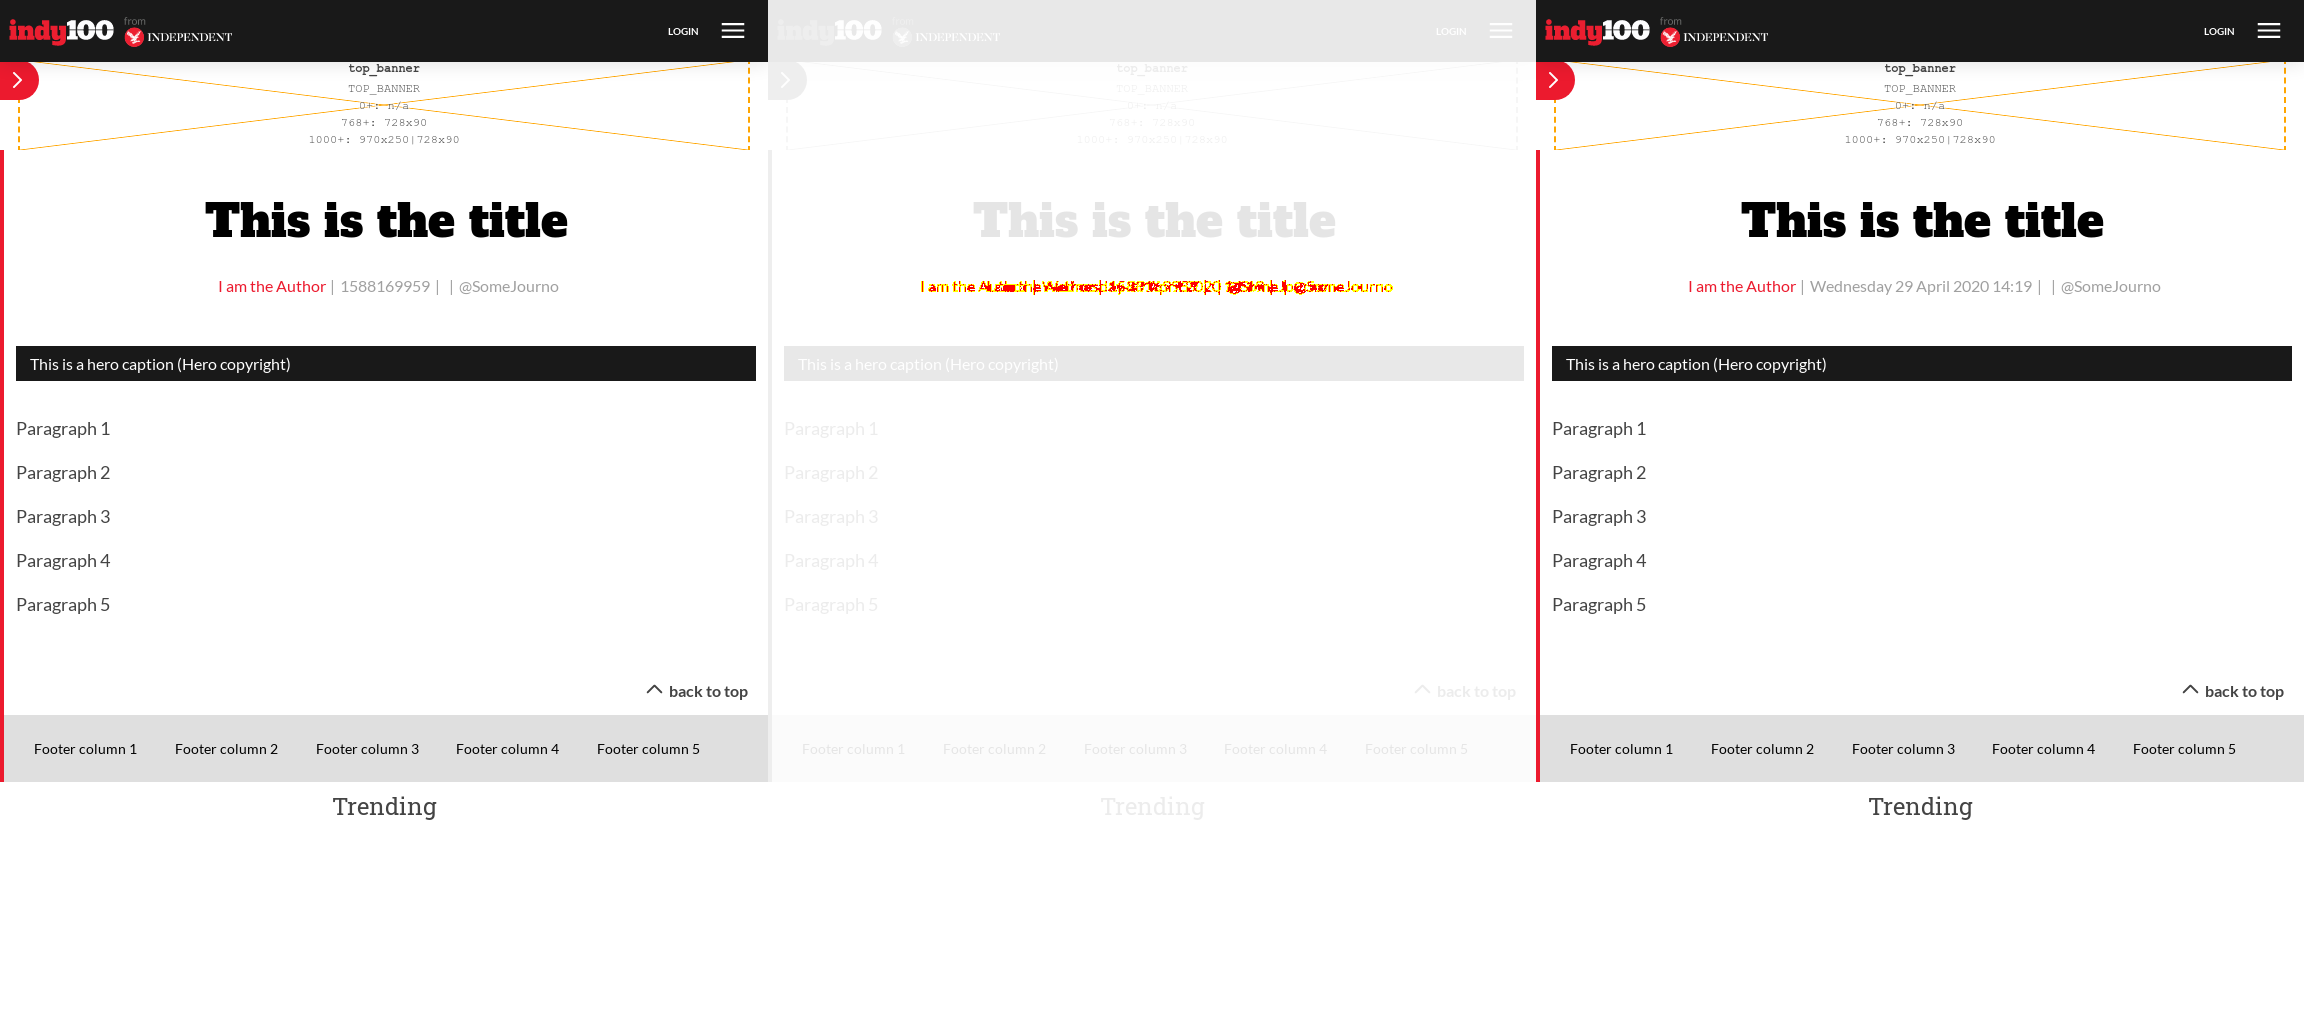 indy100 from INDEPENDENT LOGIN
top_banner
TOP_BANNER
0+: n/a
768+: 728x90
1000+: 970x250|728x90
This is the title
I am the Author | 1588169959 | | @SomeJourno
This is a hero caption (Hero copyright)
Paragraph 1
Paragraph 2
Paragraph 3
Paragraph 4
Paragraph 5
back to top
Footer column 1 Footer column 2 Footer column 3 Footer column 4 Footer column 5
Trending
indy100 from INDEPENDENT LOGIN
top_banner
TOP_BANNER
0+: n/a
768+: 728x90
1000+: 970x250|728x90
This is the title
This is a hero caption (Hero copyright)
Paragraph 1
Paragraph 2
Paragraph 3
Paragraph 4
Paragraph 5
back to top
Footer column 1 Footer column 2 Footer column 3 Footer column 4 Footer column 5
Trending
indy100 from INDEPENDENT LOGIN
top_banner
TOP_BANNER
0+: n/a
768+: 728x90
1000+: 970x250|728x90
This is the title
I am the Author | Wednesday 29 April 2020 14:19 | | @SomeJourno
This is a hero caption (Hero copyright)
Paragraph 1
Paragraph 2
Paragraph 3
Paragraph 4
Paragraph 5
back to top
Footer column 1 Footer column 2 Footer column 3 Footer column 4 Footer column 5
Trending